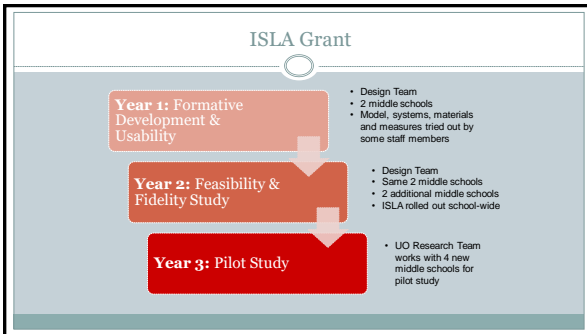 ISLA Grant
Year 1: Formative
Development &
Usability
• Design Team
• 2 middle schools
• Model, systems, materials
and measures tried out by
some staff members
Year 2: Feasibility &
Fidelity Study
• Design Team
• Same 2 middle schools
• 2 additional middle schools
• ISLA rolled out school-wide
Year 3: Pilot Study
• UO Research Team
works with 4 new
middle schools for
pilot study